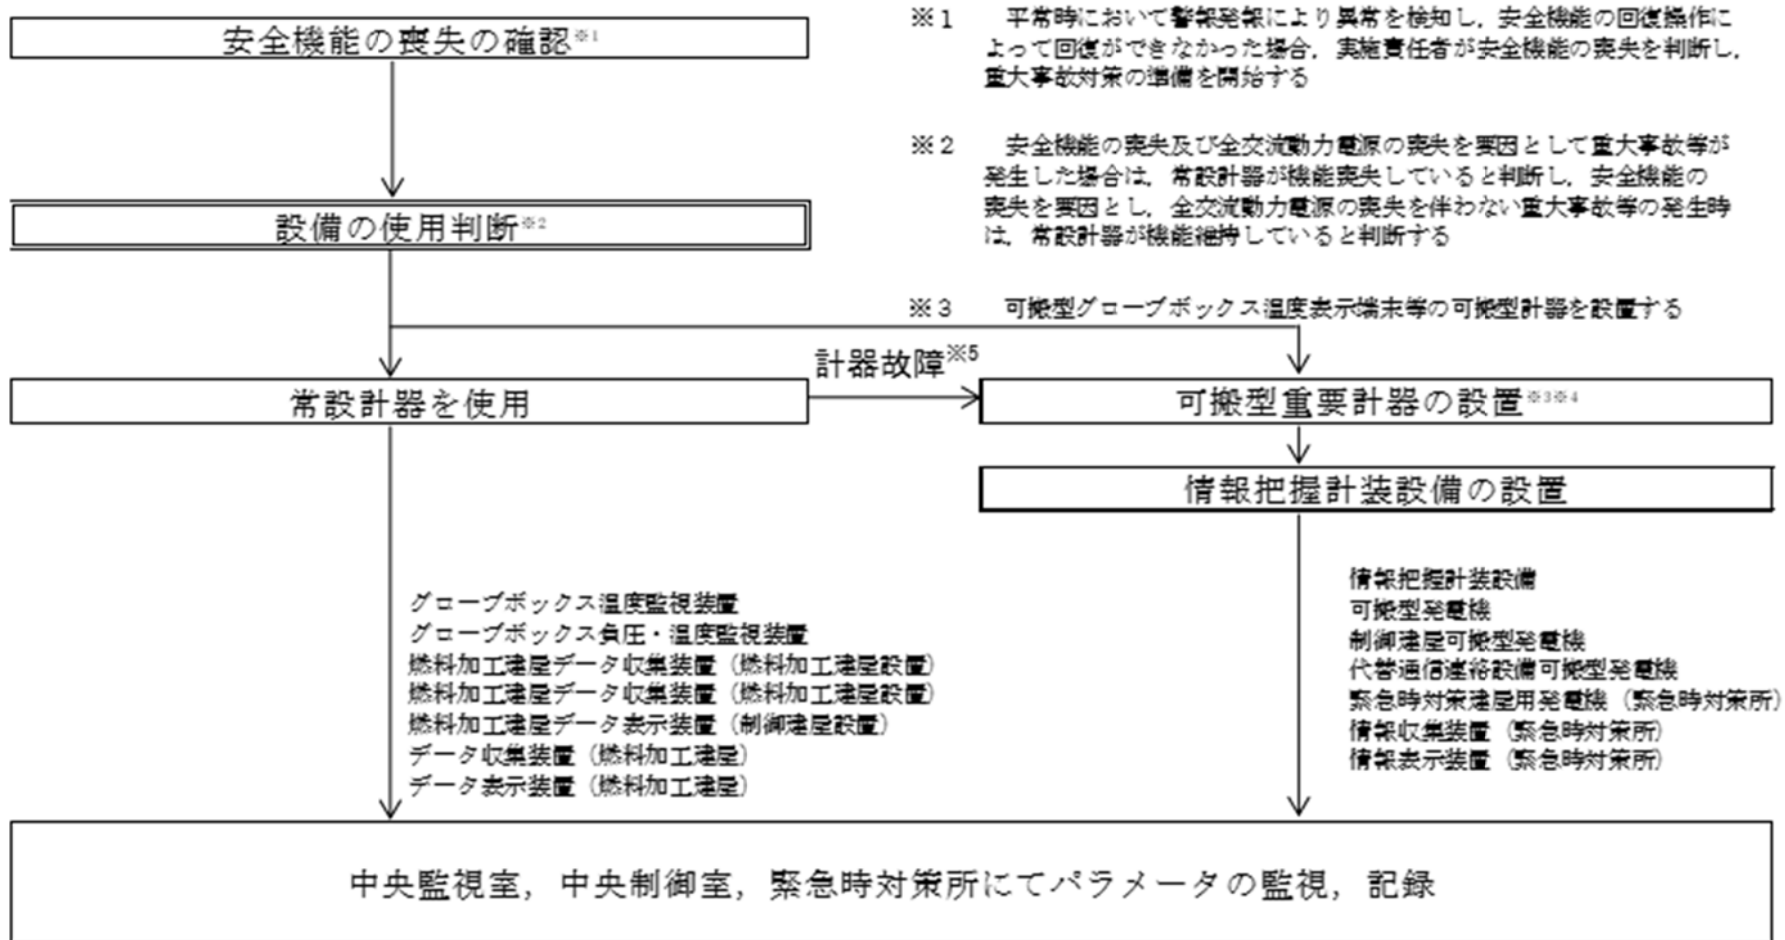 安全機能の喪失の確認※1
※1 平常時において警報発報により異常を検知し，安全機能の回復操作に
よって回復ができなかった場合，実施責任者が安全機能の喪失を判断し，
重大事故対策の準備を開始する
※2 安全機能の喪失及び全交流動力電源の喪失を要因として重大事故等が
発生した場合は，常設計器が機能喪失していると判断し，安全機能の
喪失を要因とし，全交流動力電源の喪失を伴わない重大事故等の発生時
は，常設計器が機能維持していると判断する
設備の使用判断※2
※3 可搬型グローブボックス温度表示端末等の可搬型計器を設置する
計器故障※5
常設計器を使用
可搬型重要計器の設置※3※4
情報把握計装設備の設置
グローブボックス温度監視装置
グローブボックス負圧・温度監視装置
燃料加工建屋データ収集装置（燃料加工建屋設置）
燃料加工建屋データ収集装置（燃料加工建屋設置）
燃料加工建屋データ表示装置（制御建屋設置）
データ収集装置（燃料加工建屋）
データ表示装置（燃料加工建屋）
情報把握計装設備
可搬型発電機
制御建屋可搬型発電機
代替通信連絡設備可搬型発電機
緊急時対策建屋用発電機（緊急時対策所）
情報収集装置（緊急時対策所）
情報表示装置（緊急時対策所）
中央監視室，中央制御室，緊急時対策所にてパラメータの監視，記録